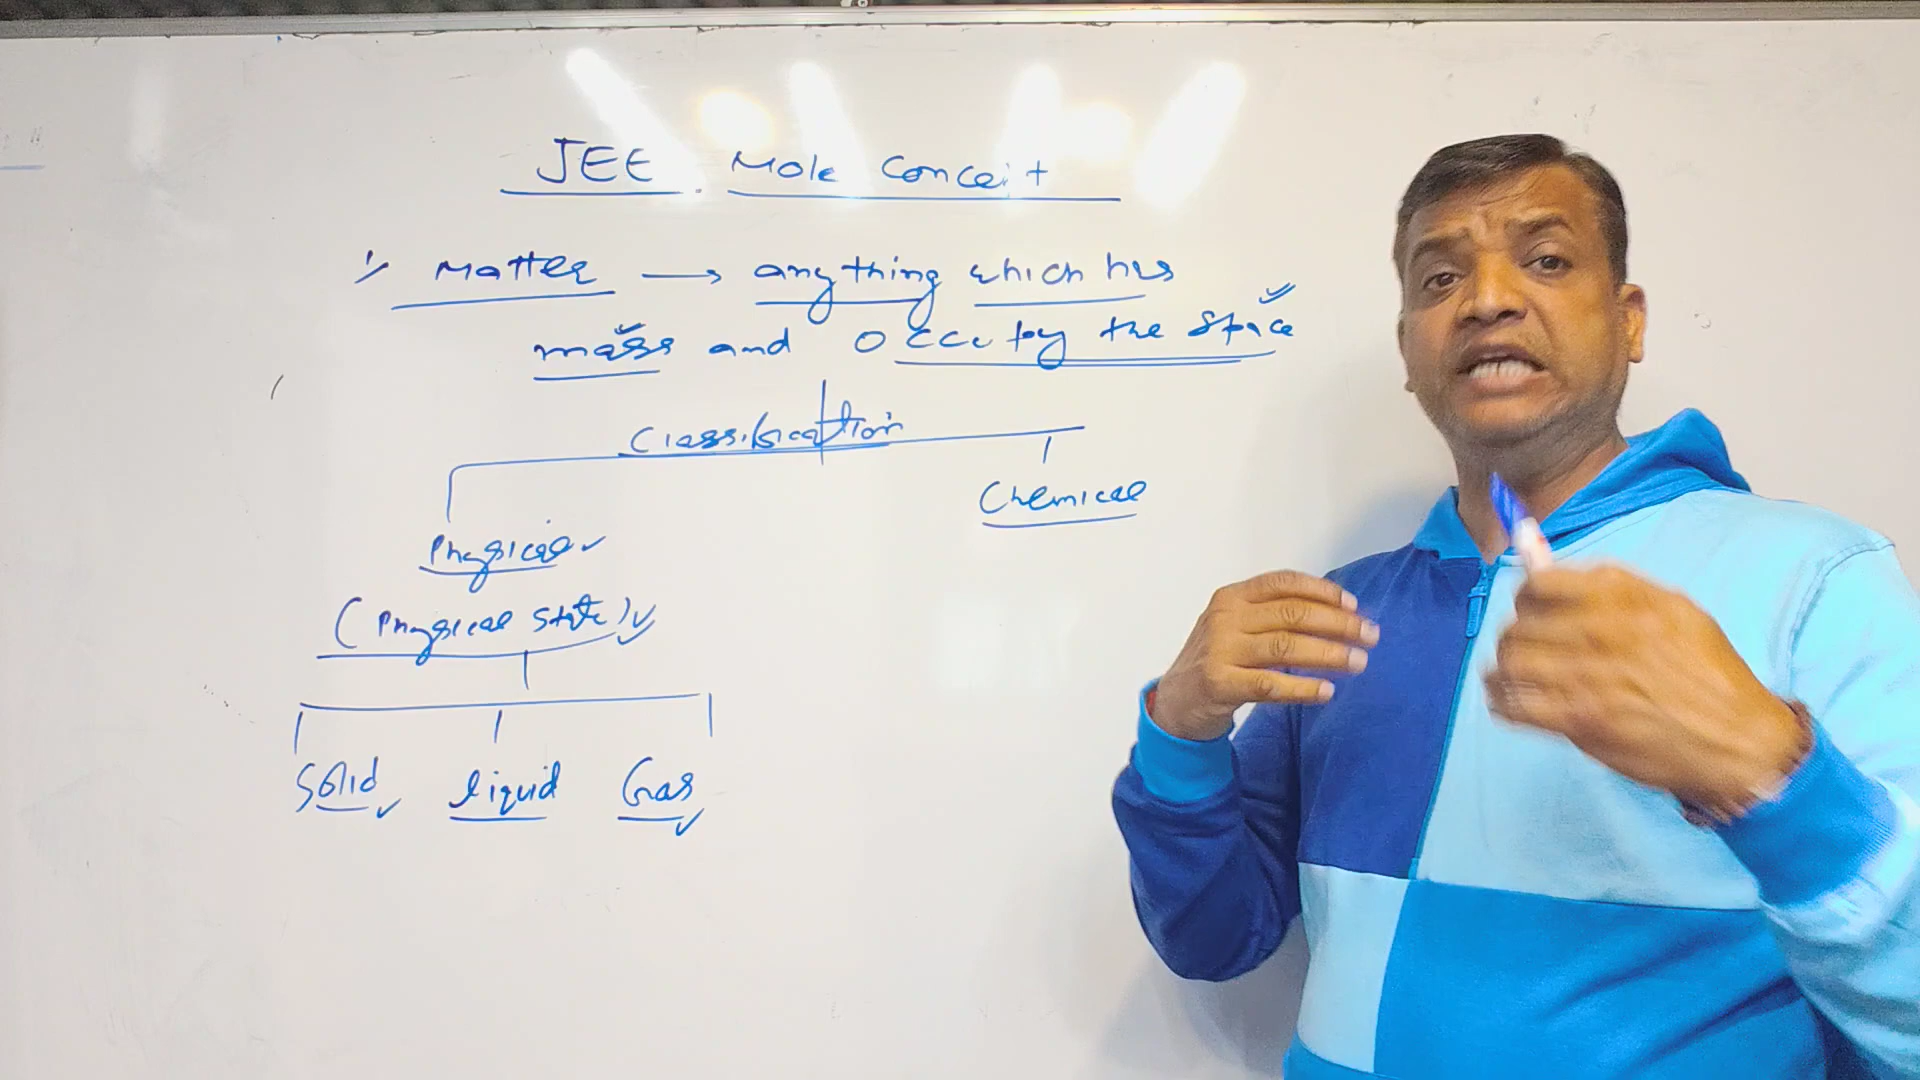 JEE. Mole Conceit
1) Matter → anything which has
mass and occupy the space
Classification
Chemical
Physical
(Physical state)
Solid liquid Gas